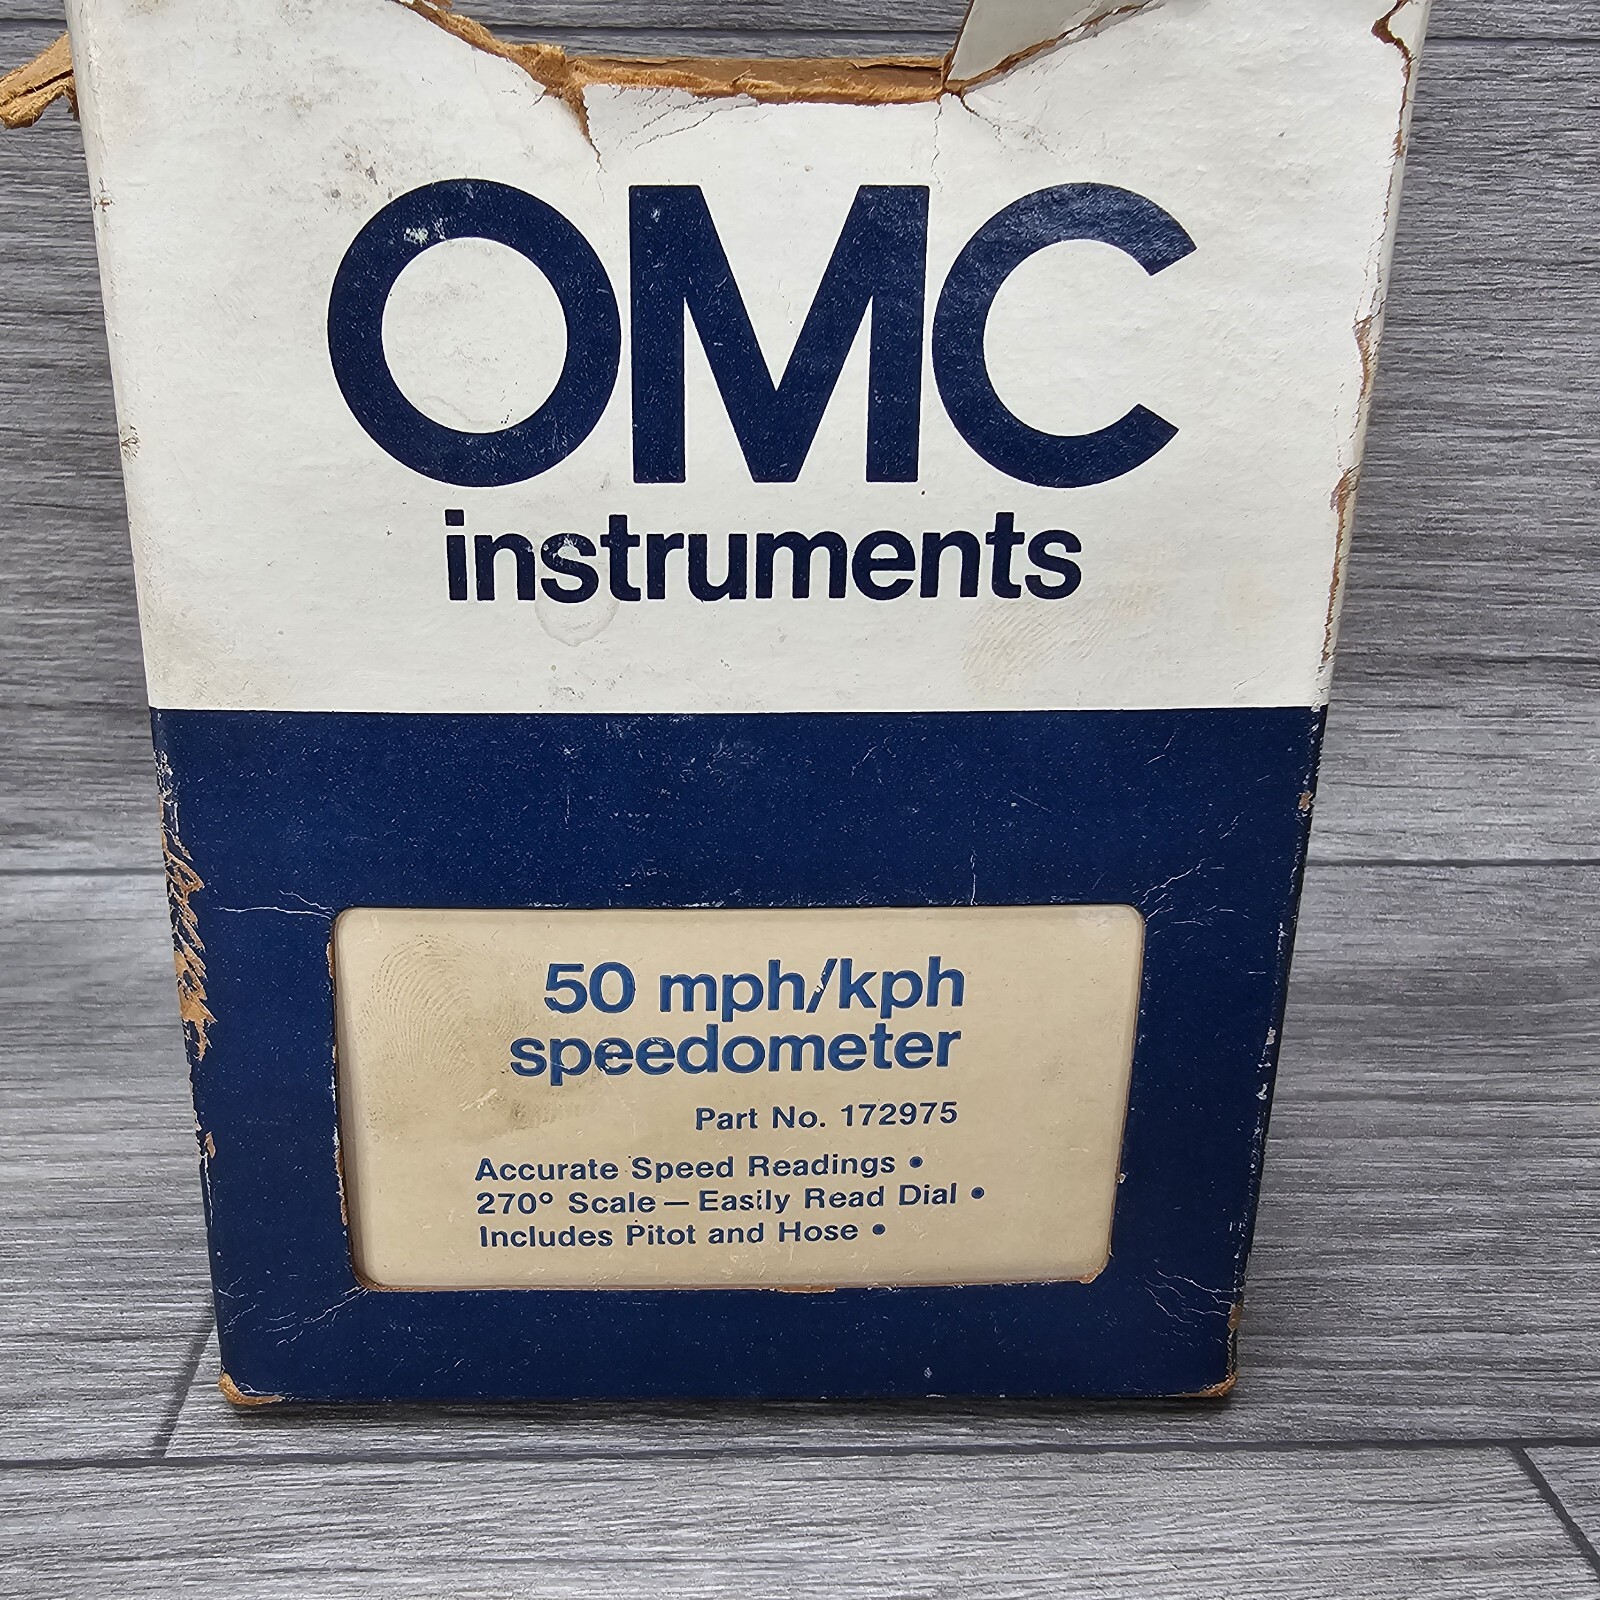 OMC
instruments
50 mph/kph
speedometer
Part No. 172975
Accurate Speed Readings •
270° Scale — Easily Read Dial •
Includes Pitot and Hose •